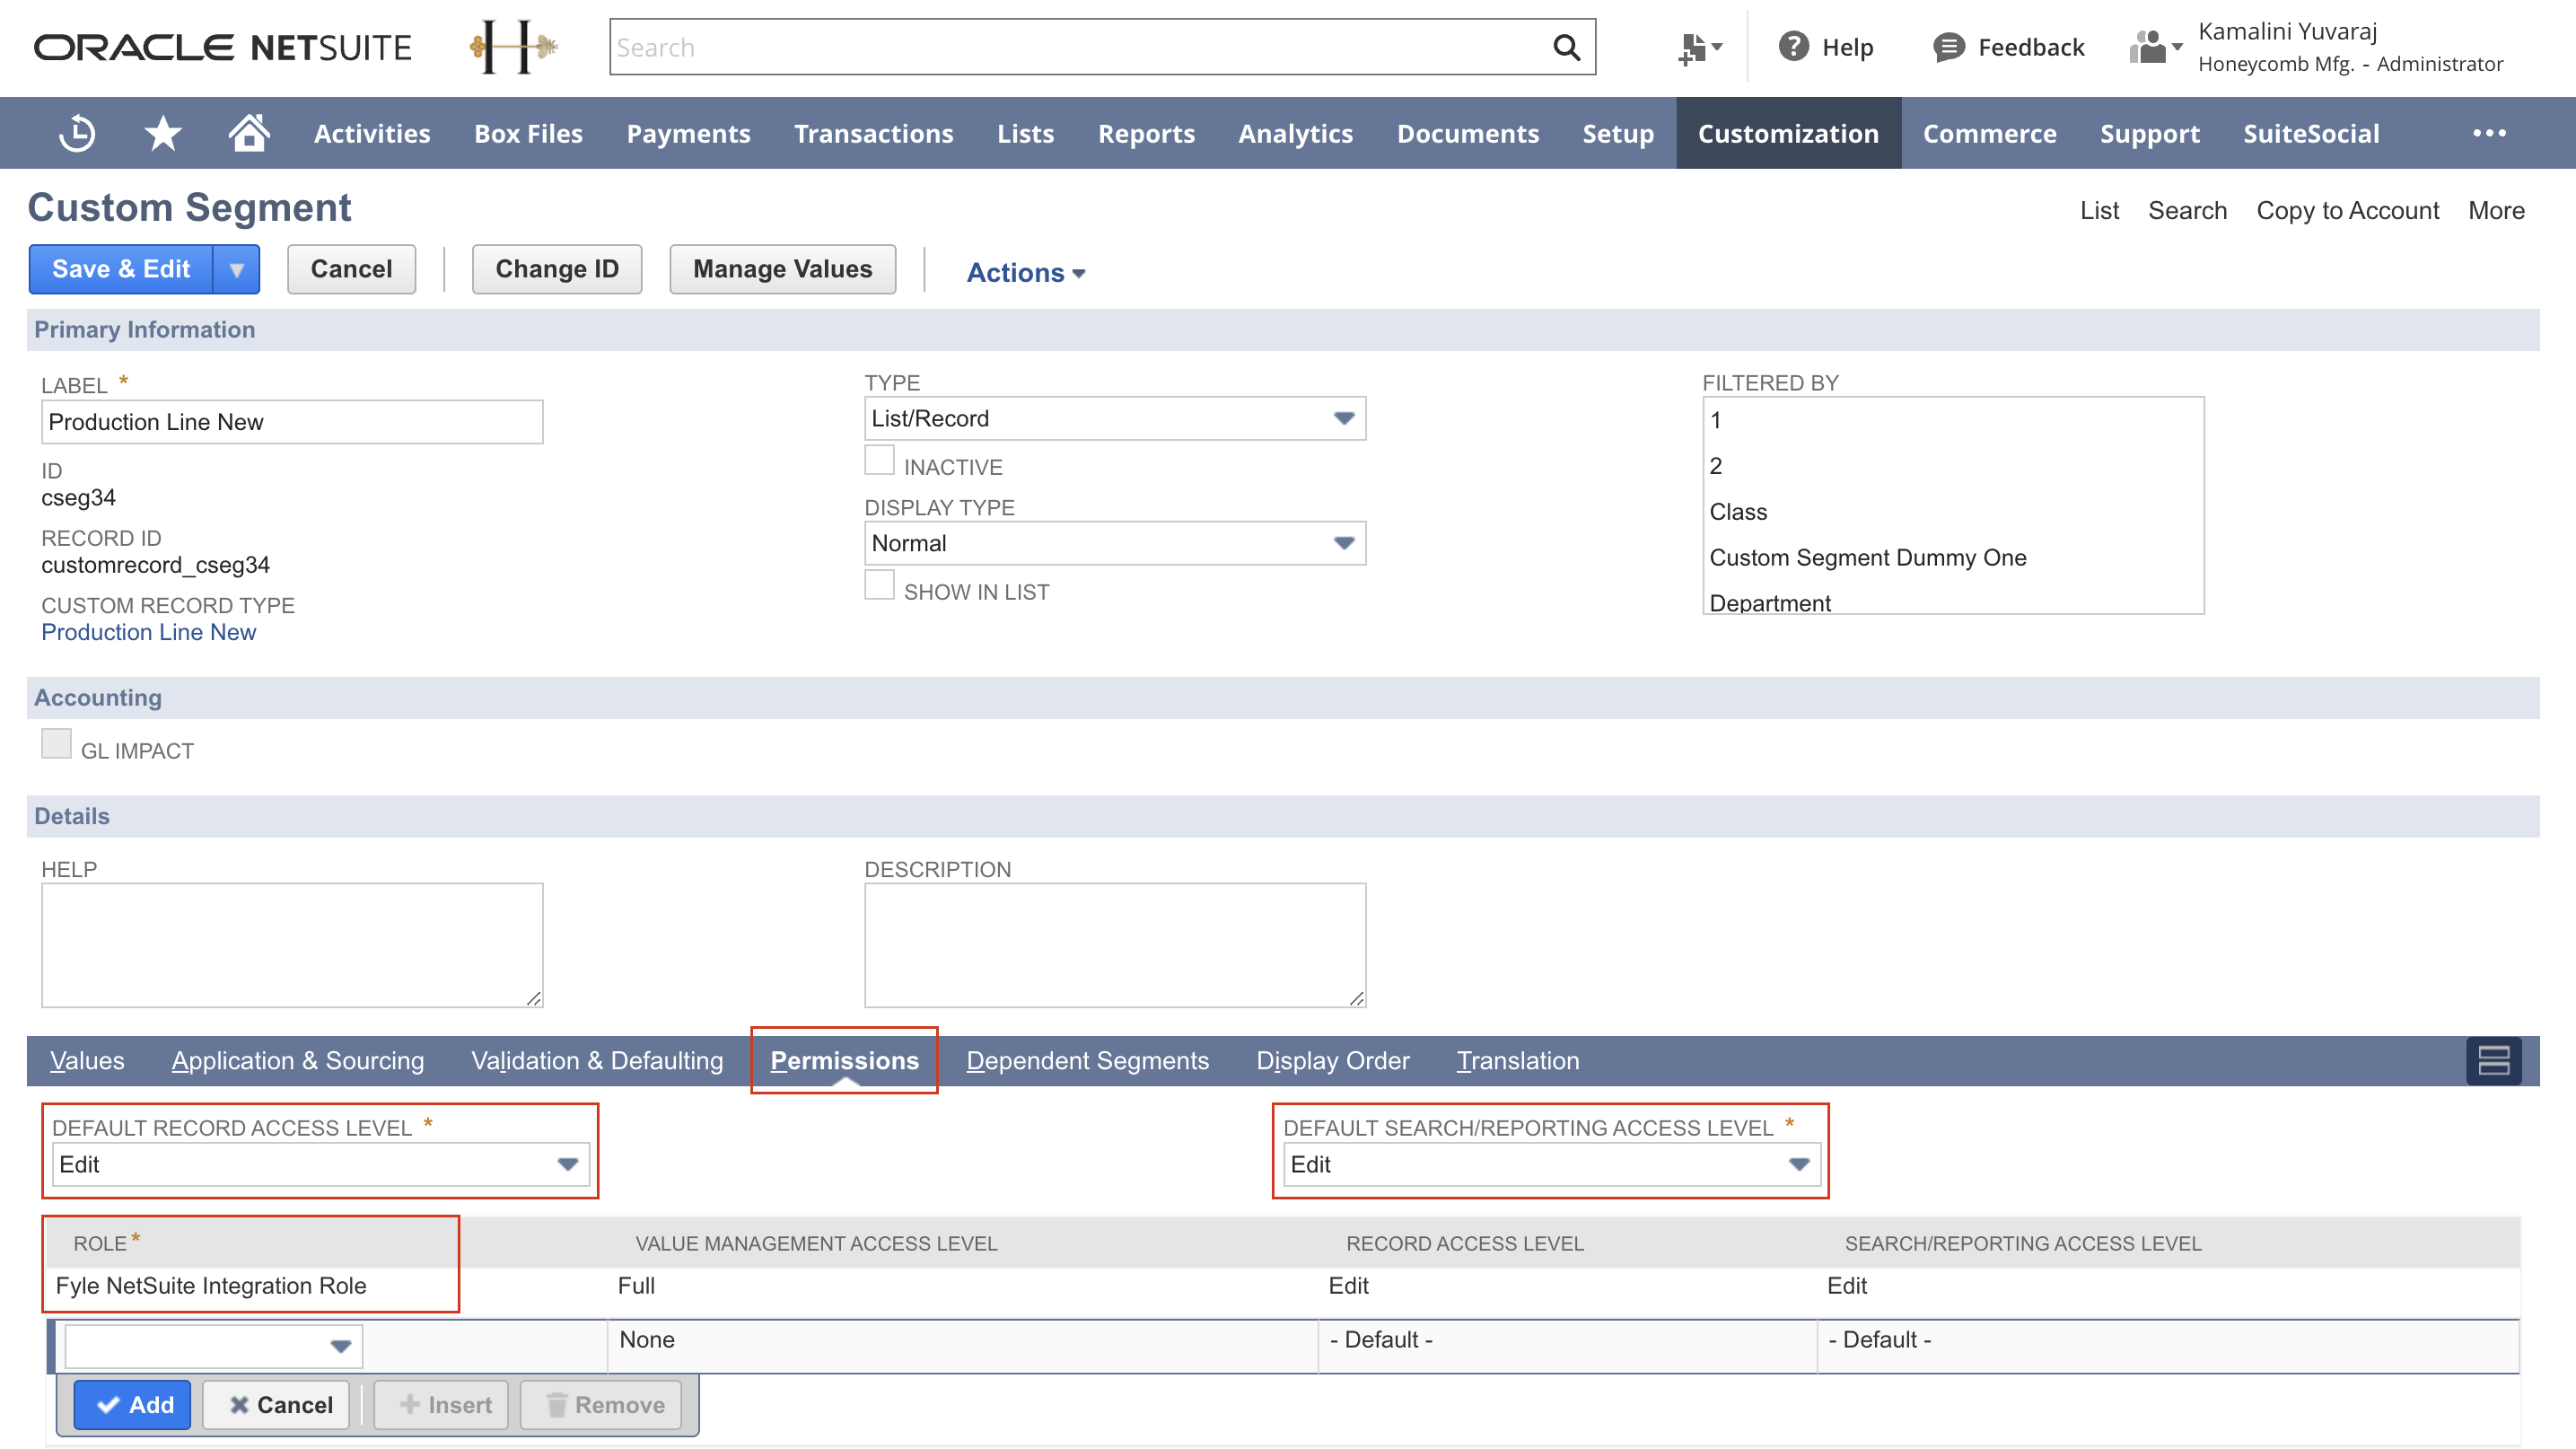 ORACLE NETSUITE
H
Search
Help
Feedback
Kamalini Yuvaraj
Honeycomb Mfg. - Administrator
Activities Box Files Payments Transactions Lists Reports Analytics Documents Setup Customization Commerce Support SuiteSocial
Custom Segment
List Search Copy to Account More
Save & Edit Cancel Change ID Manage Values Actions
Primary Information
LABEL *
Production Line New
ID
cseg34
RECORD ID
customrecord_cseg34
CUSTOM RECORD TYPE
Production Line New
TYPE
List/Record
INACTIVE
DISPLAY TYPE
Normal
SHOW IN LIST
FILTERED BY
1
2
Class
Custom Segment Dummy One
Department
Accounting
GL IMPACT
Details
HELP
DESCRIPTION
Values Application & Sourcing Validation & Defaulting Permissions Dependent Segments Display Order Translation
DEFAULT RECORD ACCESS LEVEL *
Edit
DEFAULT SEARCH/REPORTING ACCESS LEVEL *
Edit
ROLE * VALUE MANAGEMENT ACCESS LEVEL RECORD ACCESS LEVEL SEARCH/REPORTING ACCESS LEVEL
Fyle NetSuite Integration Role Full Edit Edit
None - Default - - Default -
Add Cancel Insert Remove